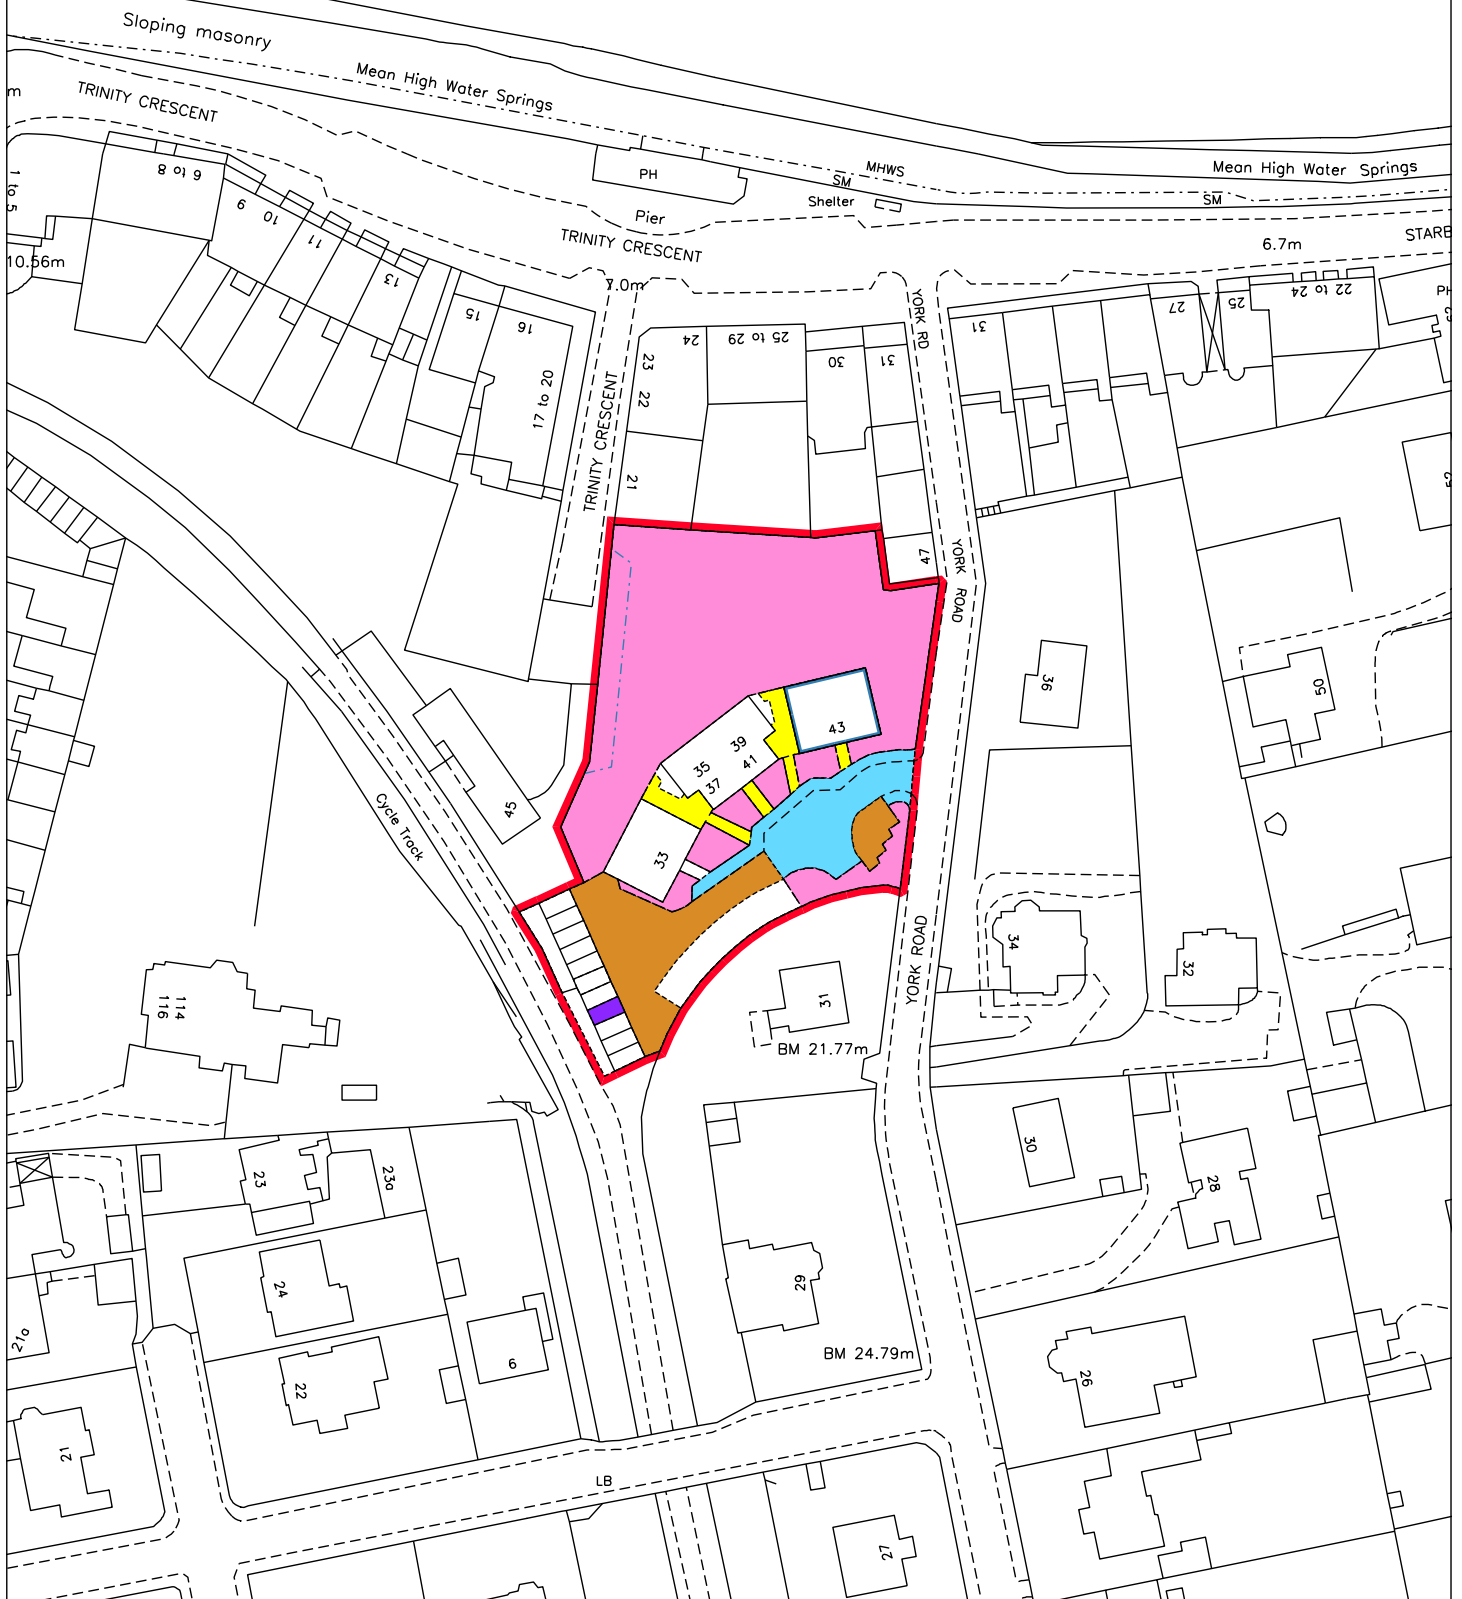 Sloping masonry
Mean High Water Springs
m
TRINITY CRESCENT
MHWS
Mean High Water Springs
SM
SM
PH
Shelter
Pier
1 to 5
6 to 8
9
10
11
13
TRINITY CRESCENT
6.7m
STARB
10.56m
7.0m
15
16
17 to 20
TRINITY CRESCENT
23
22
21
24
25 to 29
30
31
YORK RD
31
27
25
22 to 24
PH
47
YORK ROAD
36
50
43
39
41
35
37
33
45
Cycle Track
34
32
YORK ROAD
31
BM 21.77m
114
116
30
28
23
23a
24
22
6
29
BM 24.79m
26
21a
21
LB
27